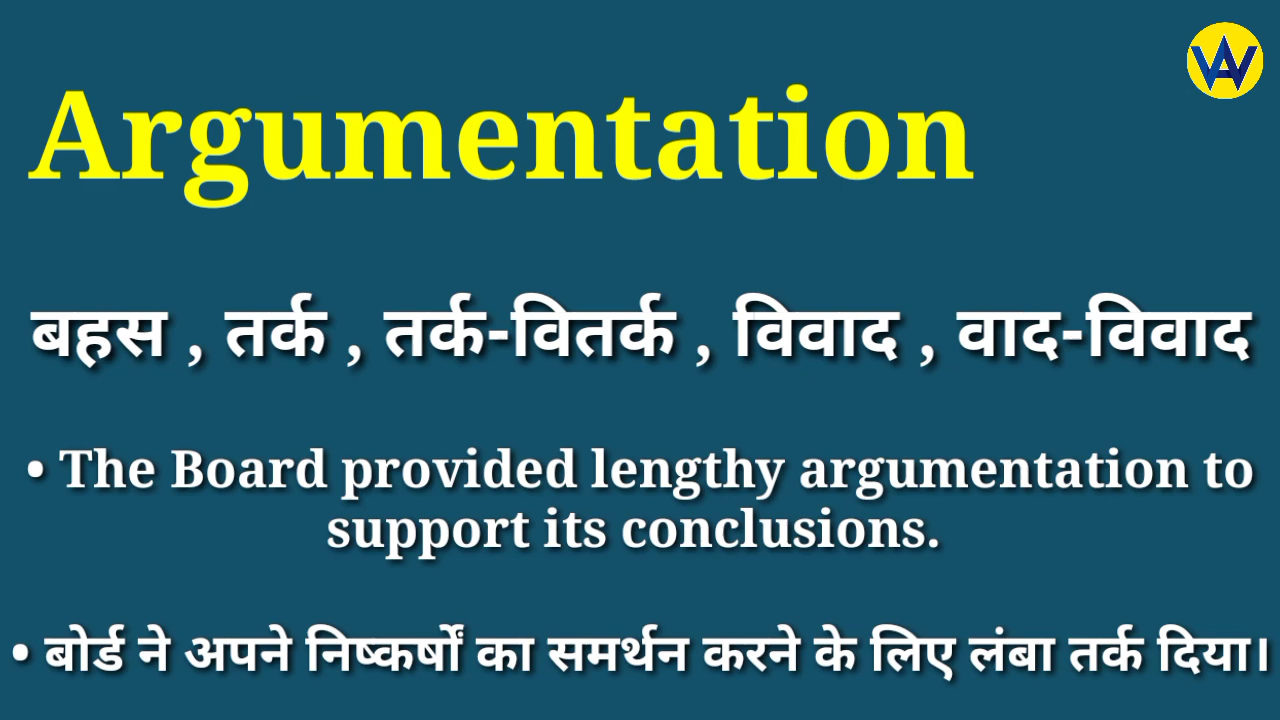 Argumentation
बहस , तर्क , तर्क-वितर्क , विवाद , वाद-विवाद
• The Board provided lengthy argumentation to
support its conclusions.
• बोर्ड ने अपने निष्कर्षों का समर्थन करने के लिए लंबा तर्क दिया।